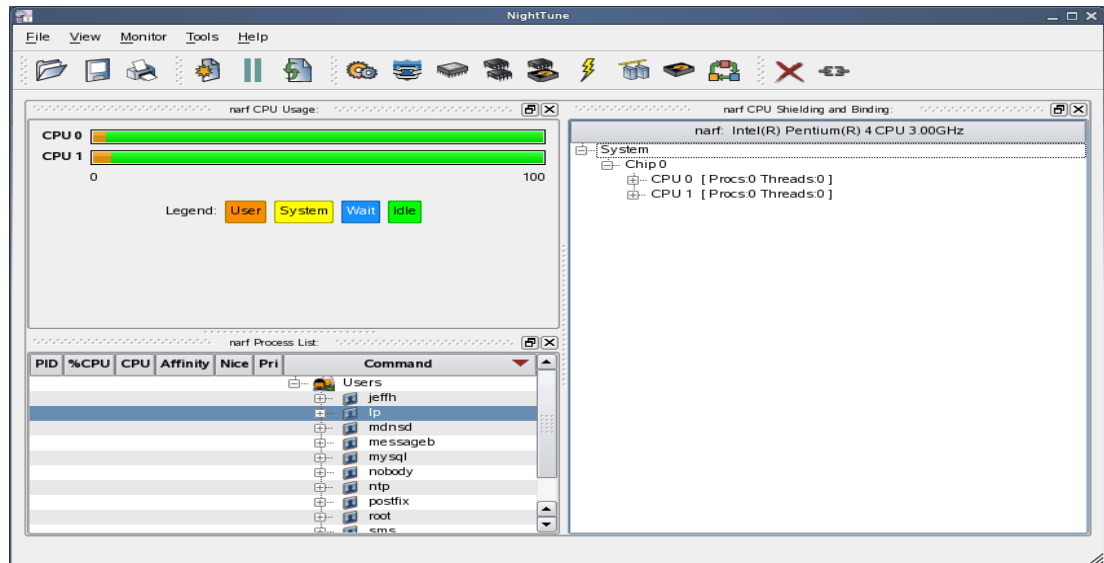 NightTune
File View Monitor Tools Help
narf CPU Usage:
CPU 0
CPU 1
0 100
Legend: User System Wait Idle
narf Process List:
PID %CPU CPU Affinity Nice Pri Command
Users
jeffh
lp
mdnsd
messageb
mysql
nobody
ntp
postfix
root
sms
narf CPU Shielding and Binding:
narf: Intel(R) Pentium(R) 4 CPU 3.00GHz
System
Chip 0
CPU 0 [ Procs:0 Threads:0 ]
CPU 1 [ Procs:0 Threads:0 ]